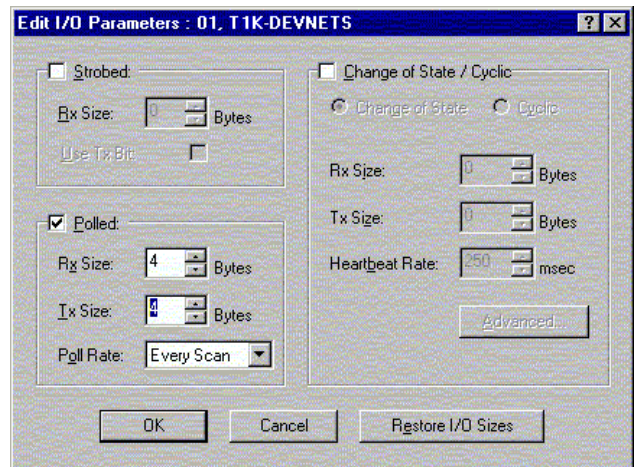 Edit I/O Parameters : 01, T1K-DEVNETS
Strobed:
Rx Size: 0 Bytes
Use Tx Bit:
Polled:
Rx Size: 4 Bytes
Tx Size: 4 Bytes
Poll Rate: Every Scan
Change of State / Cyclic
Change of State Cyclic
Rx Size: 0 Bytes
Tx Size: 0 Bytes
Heartbeat Rate: 250 msec
Advanced...
OK Cancel Restore I/O Sizes